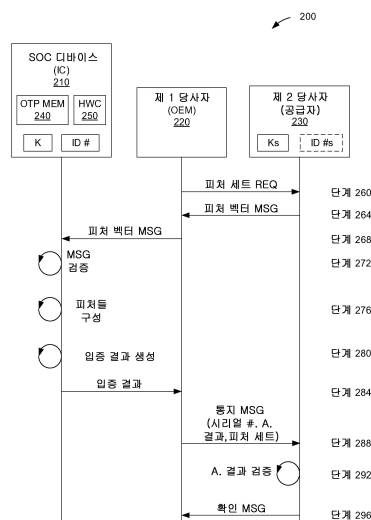 200
SOC 디바이스
(IC)
210
OTP MEM
240
HWC
250
K
ID #
제 1 당사자
(OEM)
220
제 2 당사자
(공급자)
230
Ks
ID #s
피처 세트 REQ
단계 260
피처 벡터 MSG
단계 264
피처 벡터 MSG
단계 268
MSG
검증
단계 272
피처들
구성
단계 276
입증 결과 생성
단계 280
입증 결과
단계 284
통지 MSG
(시리얼 #, A.
결과,피처 세트)
단계 288
A. 결과 검증
단계 292
확인 MSG
단계 296